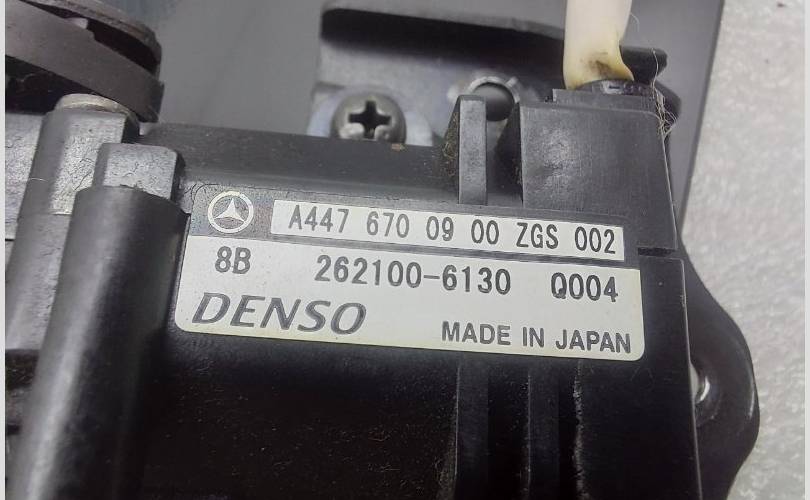 A447 670 09 00 ZGS 002
8B 262100-6130 Q004
DENSO MADE IN JAPAN